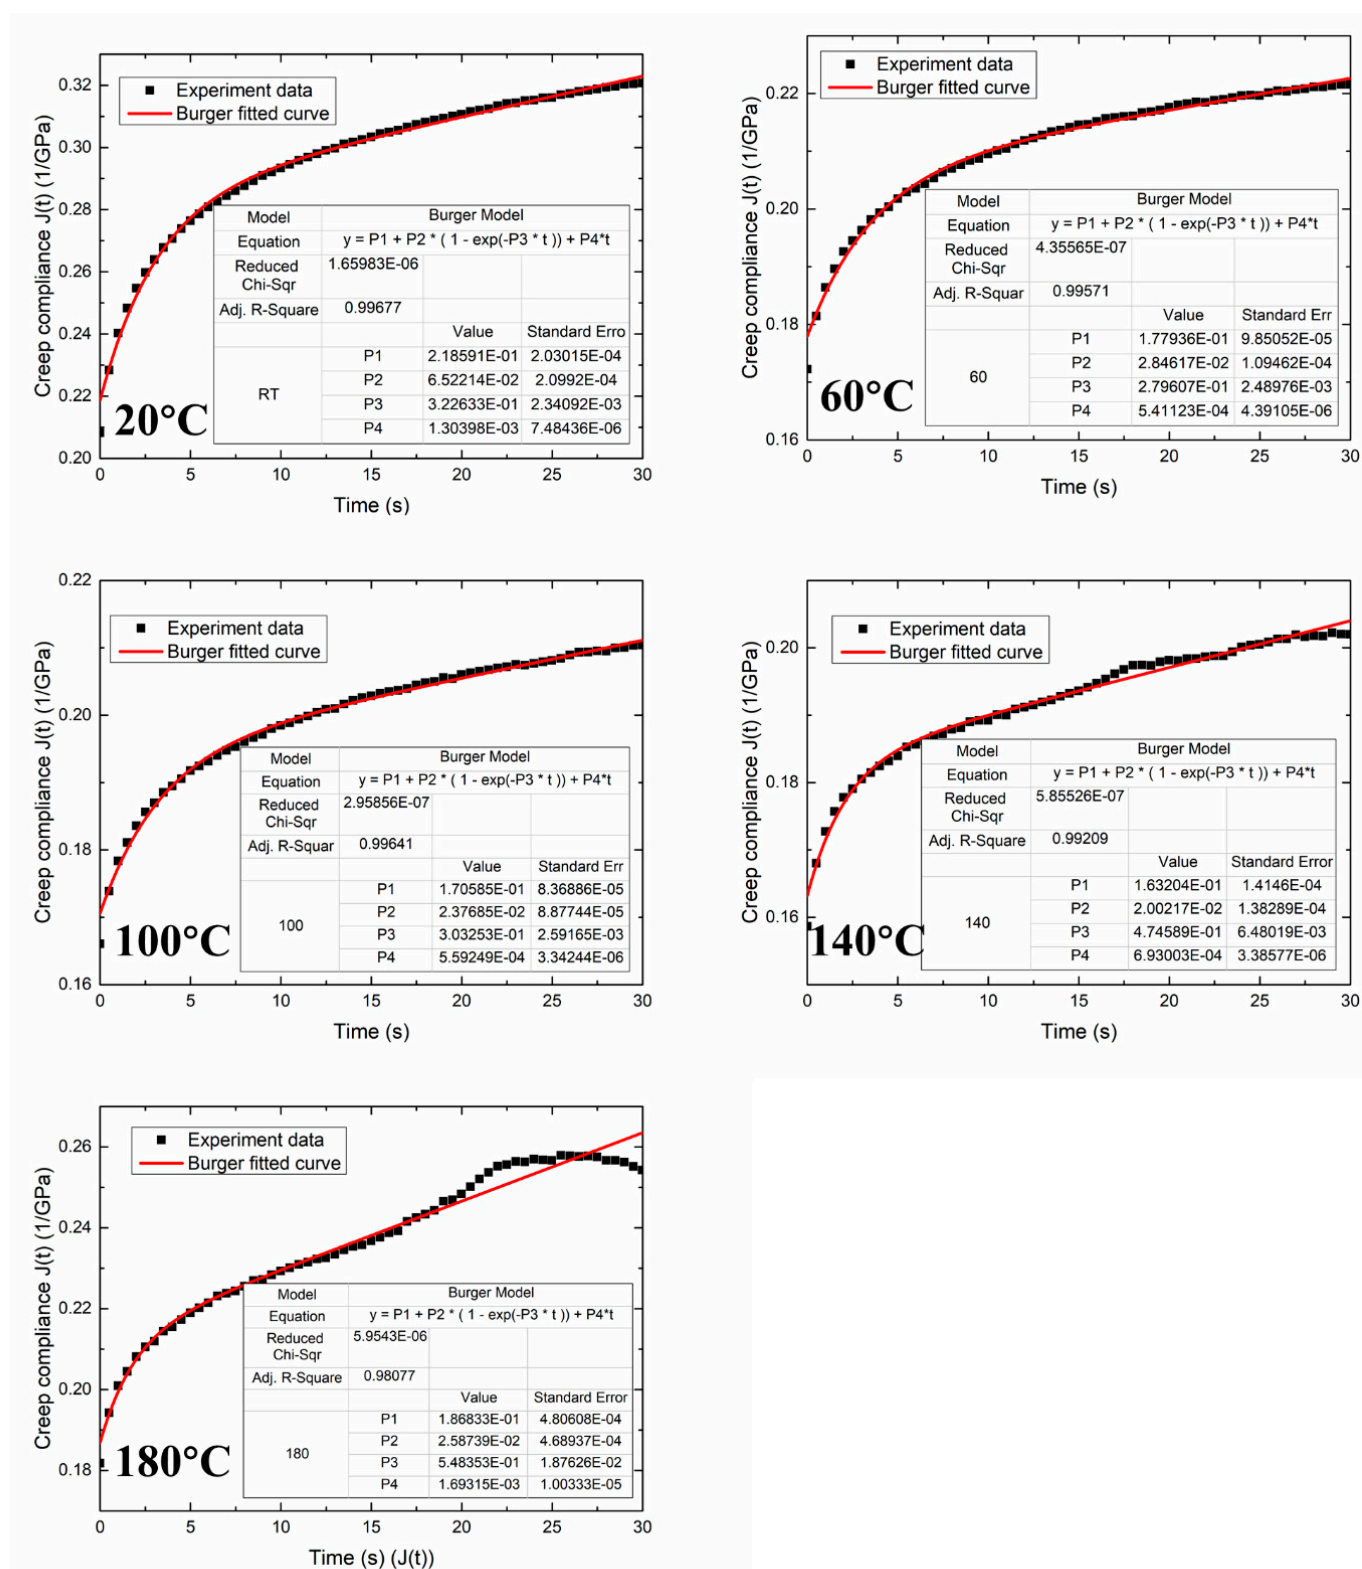 Creep compliance J(t) (1/GPa)
0.32
0.30
0.28
0.26
0.24
0.22
0.20
Experiment data
Burger fitted curve
Model Burger Model
Equation y = P1 + P2 * ( 1 - exp(-P3 * t )) + P4*t
Reduced Chi-Sqr 1.65983E-06
Adj. R-Square 0.99677
Value Standard Erro
RT
P1 2.18591E-01 2.03015E-04
P2 6.52214E-02 2.0992E-04
P3 3.22633E-01 2.34092E-03
P4 1.30398E-03 7.48436E-06
20°C
0 5 10 15 20 25 30
Time (s)
Creep compliance J(t) (1/GPa)
0.22
0.20
0.18
0.16
Experiment data
Burger fitted curve
Model Burger Model
Equation y = P1 + P2 * ( 1 - exp(-P3 * t )) + P4*t
Reduced Chi-Sqr 4.35565E-07
Adj. R-Squar 0.99571
Value Standard Err
60
P1 1.77936E-01 9.85052E-05
P2 2.84617E-02 1.09462E-04
P3 2.79607E-01 2.48976E-03
P4 5.41123E-04 4.39105E-06
60°C
0 5 10 15 20 25 30
Time (s)
Creep compliance J(t) (1/GPa)
0.22
0.20
0.18
0.16
Experiment data
Burger fitted curve
Model Burger Model
Equation y = P1 + P2 * ( 1 - exp(-P3 * t )) + P4*t
Reduced Chi-Sqr 2.95856E-07
Adj. R-Squar 0.99641
Value Standard Err
100
P1 1.70585E-01 8.36886E-05
P2 2.37685E-02 8.87744E-05
P3 3.03253E-01 2.59165E-03
P4 5.59249E-04 3.34244E-06
100°C
0 5 10 15 20 25 30
Time (s)
Creep compliance J(t) (1/GPa)
0.20
0.18
0.16
Experiment data
Burger fitted curve
Model Burger Model
Equation y = P1 + P2 * ( 1 - exp(-P3 * t )) + P4*t
Reduced Chi-Sqr 5.85526E-07
Adj. R-Square 0.99209
Value Standard Error
140
P1 1.63204E-01 1.4146E-04
P2 2.00217E-02 1.38289E-04
P3 4.74589E-01 6.48019E-03
P4 6.93003E-04 3.38577E-06
140°C
0 5 10 15 20 25 30
Time (s)
Creep compliance J(t) (1/GPa)
0.26
0.24
0.22
0.20
0.18
Experiment data
Burger fitted curve
Model Burger Model
Equation y = P1 + P2 * ( 1 - exp(-P3 * t )) + P4*t
Reduced Chi-Sqr 5.9543E-06
Adj. R-Square 0.98077
Value Standard Error
180
P1 1.86833E-01 4.80608E-04
P2 2.58739E-02 4.68937E-04
P3 5.48353E-01 1.87626E-02
P4 1.69315E-03 1.00333E-05
180°C
0 5 10 15 20 25 30
Time (s) (J(t))